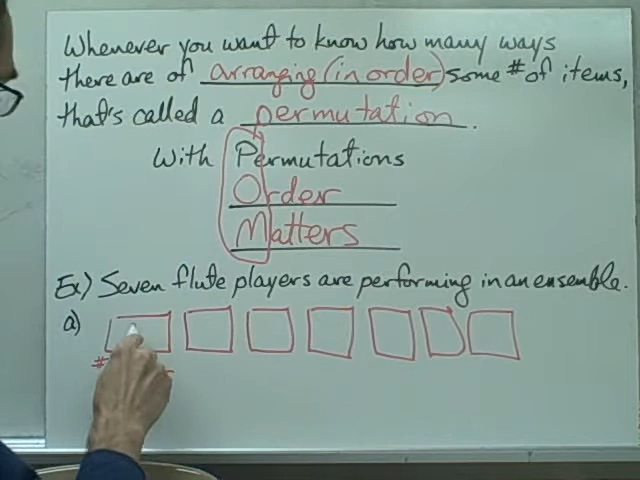 Whenever you want to know how many ways
there are of arranging (in order) some # of items,
that's called a permutation.
With Permutations
Order
Matters
Ex) Seven flute players are performing in an ensemble.
a)
#